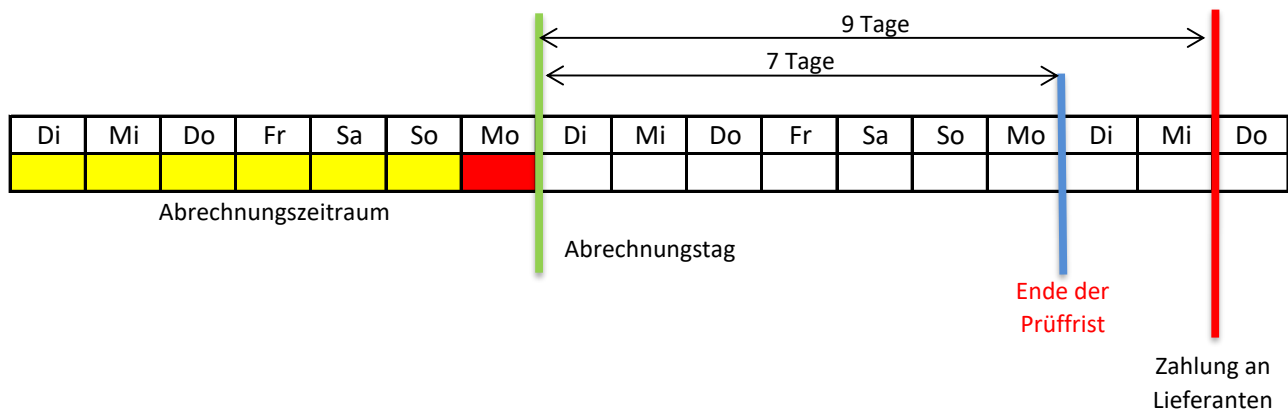 9 Tage
7 Tage
Di Mi Do Fr Sa So Mo Di Mi Do Fr Sa So Mo Di Mi Do
Abrechnungszeitraum
Abrechnungstag
Ende der
Prüffrist
Zahlung an
Lieferanten